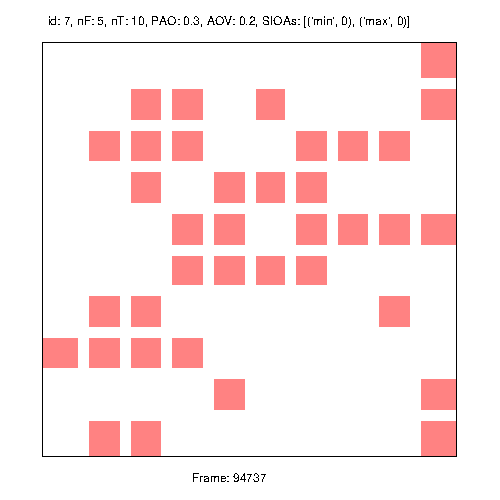 id: 7, nF: 5, nT: 10, PAO: 0.3, AOV: 0.2, SIOAs: [('min', 0), ('max', 0)]
Frame: 94737